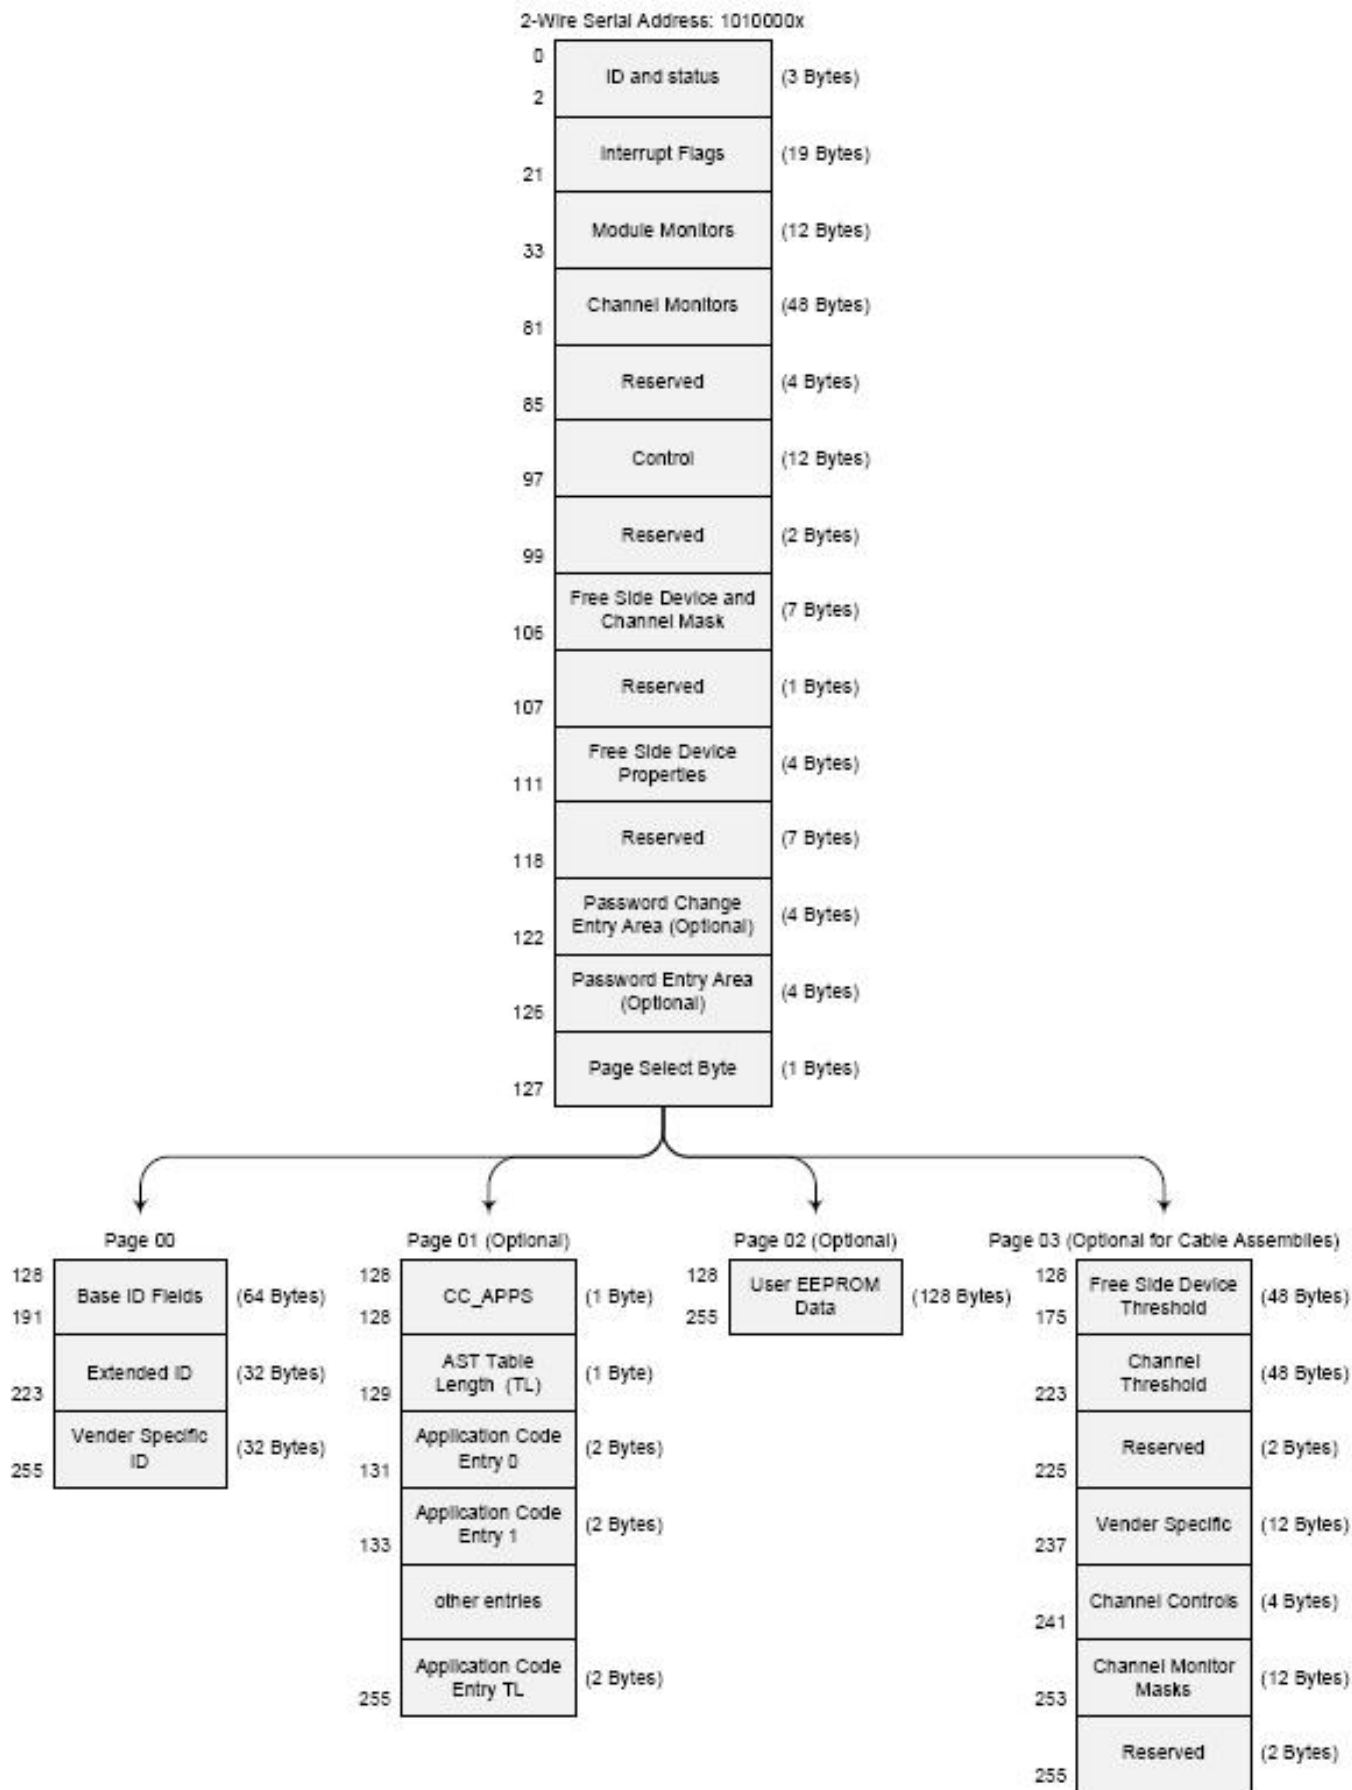 2-Wire Serial Address: 1010000x
0
ID and status
(3 Bytes)
2
Interrupt Flags
(19 Bytes)
21
Module Monitors
(12 Bytes)
33
Channel Monitors
(48 Bytes)
81
Reserved
(4 Bytes)
85
Control
(12 Bytes)
97
Reserved
(2 Bytes)
99
Free Side Device and
Channel Mask
(7 Bytes)
106
Reserved
(1 Bytes)
107
Free Side Device
Properties
(4 Bytes)
111
Reserved
(7 Bytes)
118
Password Change
Entry Area (Optional)
(4 Bytes)
122
Password Entry Area
(Optional)
(4 Bytes)
126
Page Select Byte
(1 Bytes)
127
Page 00
128
Base ID Fields
(64 Bytes)
191
Extended ID
(32 Bytes)
223
Vender Specific
ID
(32 Bytes)
255
Page 01 (Optional)
128
CC_APPS
(1 Byte)
128
AST Table
Length (TL)
(1 Byte)
129
Application Code
Entry 0
(2 Bytes)
131
Application Code
Entry 1
(2 Bytes)
133
other entries
Application Code
Entry TL
(2 Bytes)
255
Page 02 (Optional)
128
User EEPROM
Data
(128 Bytes)
255
Page 03 (Optional for Cable Assemblies)
128
Free Side Device
Threshold
(48 Bytes)
175
Channel
Threshold
(48 Bytes)
223
Reserved
(2 Bytes)
225
Vender Specific
(12 Bytes)
237
Channel Controls
(4 Bytes)
241
Channel Monitor
Masks
(12 Bytes)
253
Reserved
(2 Bytes)
255